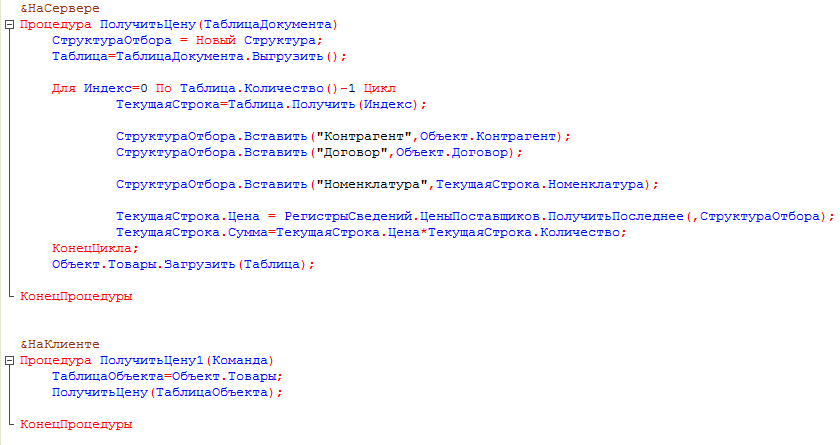 &НаСервере
Процедура ПолучитьЦену(ТаблицаДокумента)
СтруктураОтбора = Новый Структура;
Таблица=ТаблицаДокумента.Выгрузить();
Для Индекс=0 По Таблица.Количество()-1 Цикл
ТекущаяСтрока=Таблица.Получить(Индекс);
СтруктураОтбора.Вставить("Контрагент",Объект.Контрагент);
СтруктураОтбора.Вставить("Договор",Объект.Договор);
СтруктураОтбора.Вставить("Номенклатура",ТекущаяСтрока.Номенклатура);
ТекущаяСтрока.Цена = РегистрыСведений.ЦеныПоставщиков.ПолучитьПоследнее(,СтруктураОтбора);
ТекущаяСтрока.Сумма=ТекущаяСтрока.Цена*ТекущаяСтрока.Количество;
КонецЦикла;
Объект.Товары.Загрузить(Таблица);
КонецПроцедуры
&НаКлиенте
Процедура ПолучитьЦену1(Команда)
ТаблицаОбъекта=Объект.Товары;
ПолучитьЦену(ТаблицаОбъекта);
КонецПроцедуры